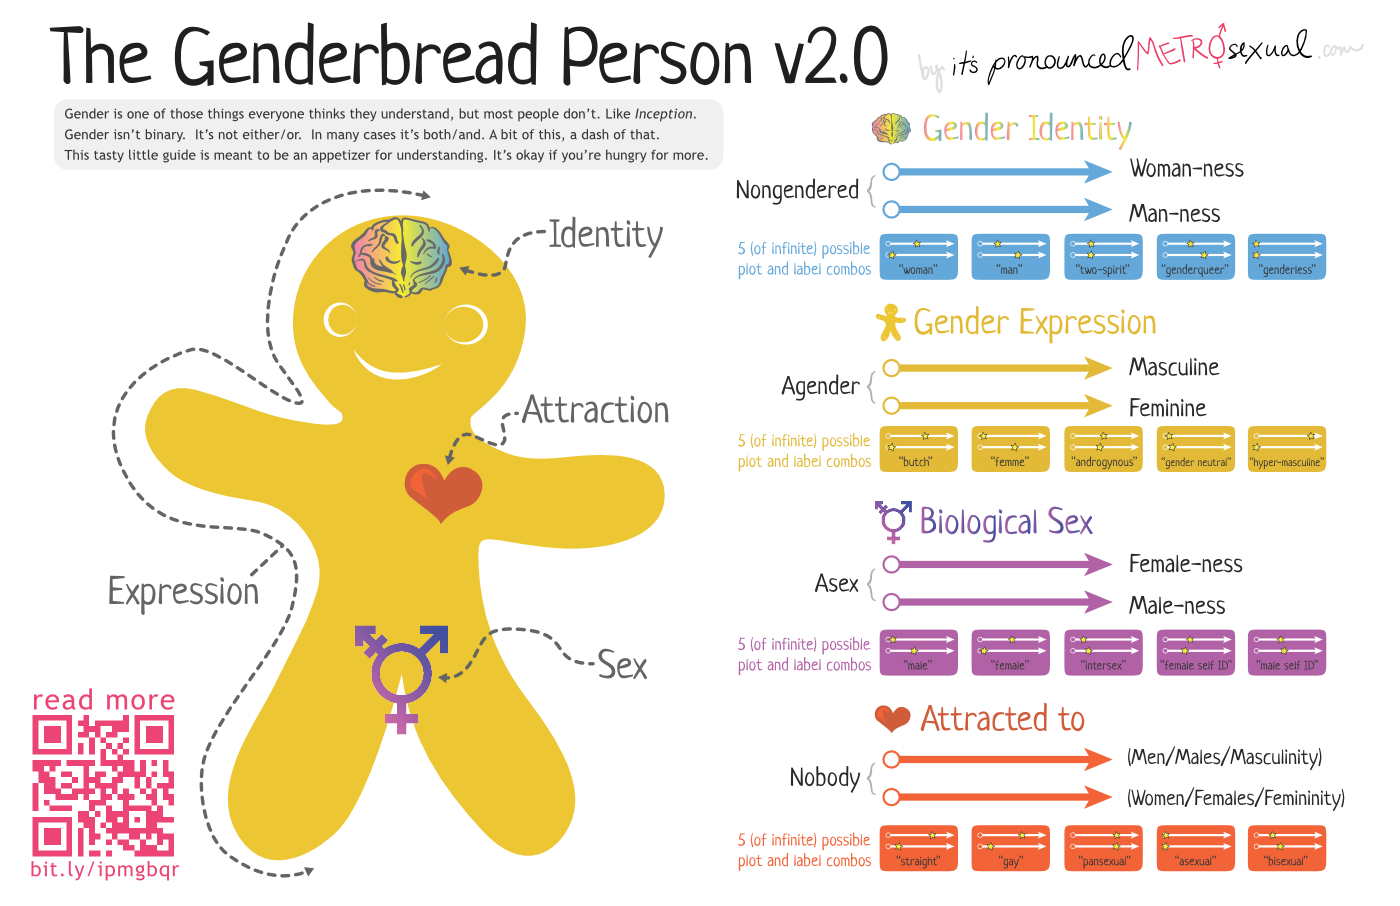 The Genderbread Person v2.0
by it's pronounced METROsexual.com
Gender is one of those things everyone thinks they understand, but most people don't. Like Inception.
Gender isn't binary. It's not either/or. In many cases it's both/and. A bit of this, a dash of that.
This tasty little guide is meant to be an appetizer for understanding. It's okay if you're hungry for more.
Identity
Attraction
Expression
Sex
read more
bit.ly/ipmgbqr
Gender Identity
Nongendered
Woman-ness
Man-ness
5 (of infinite) possible
plot and label combos
"woman"
"man"
"two-spirit"
"genderqueer"
"genderless"
Gender Expression
Agender
Masculine
Feminine
5 (of infinite) possible
plot and label combos
"butch"
"femme"
"androgynous"
"gender neutral"
"hyper-masculine"
Biological Sex
Asex
Female-ness
Male-ness
5 (of infinite) possible
plot and label combos
"male"
"female"
"intersex"
"female self ID"
"male self ID"
Attracted to
Nobody
(Men/Males/Masculinity)
(Women/Females/Femininity)
5 (of infinite) possible
plot and label combos
"straight"
"gay"
"pansexual"
"asexual"
"bisexual"